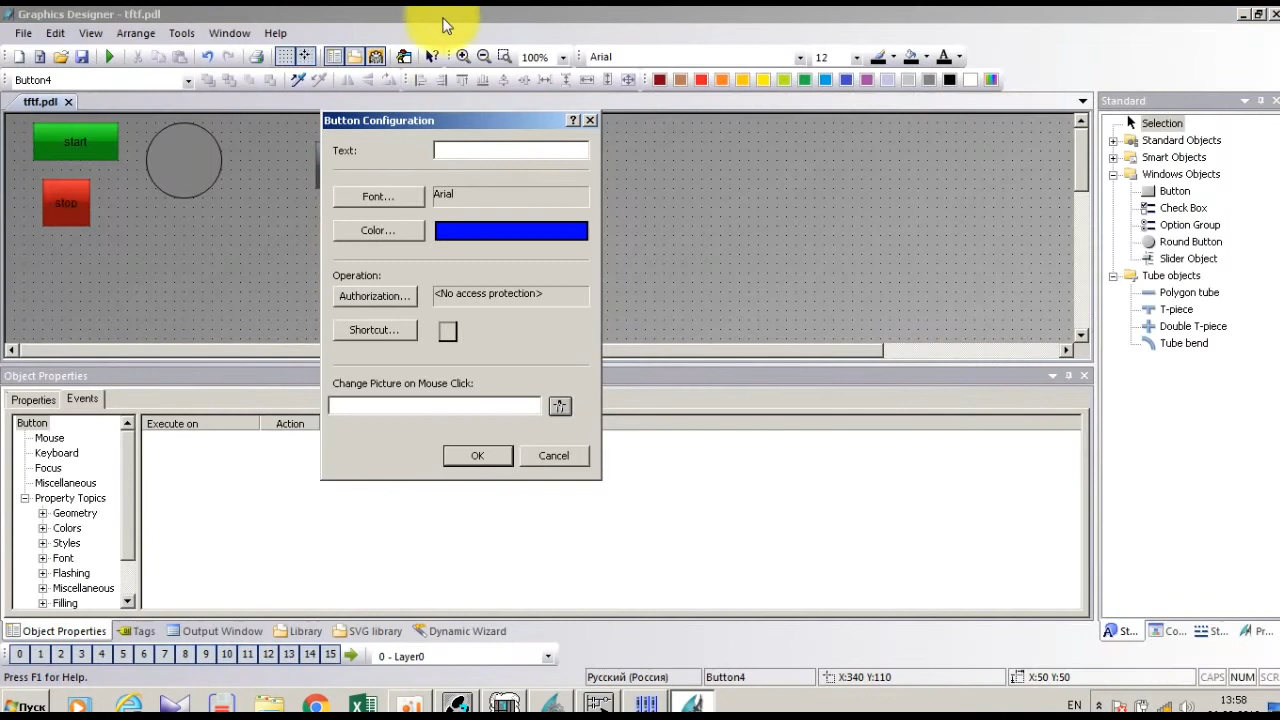 Graphics Designer - tftf.pdl
File Edit View Arrange Tools Window Help
100% Arial 12
Button4
tftf.pdl
start
stop
Button Configuration
Text:
Font... Arial
Color...
Operation:
Authorization... <No access protection>
Shortcut...
Change Picture on Mouse Click:
OK Cancel
Standard
Selection
Standard Objects
Smart Objects
Windows Objects
Button
Check Box
Option Group
Round Button
Slider Object
Tube objects
Polygon tube
T-piece
Double T-piece
Tube bend
Object Properties
Properties Events
Button
Mouse
Keyboard
Focus
Miscellaneous
Property Topics
Geometry
Colors
Styles
Font
Flashing
Miscellaneous
Filling
Execute on Action
Object Properties Tags Output Window Library SVG library Dynamic Wizard
St... Co... St... Pr...
0 1 2 3 4 5 6 7 8 9 10 11 12 13 14 15 0 - Layer0
Press F1 for Help. Русский (Россия) Button4 X:340 Y:110 X:50 Y:50 CAPS NUM SCR
Пуск EN 13:58